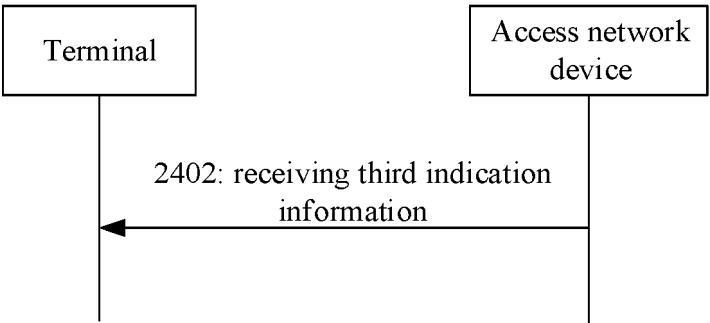 Terminal
Access network
device
2402: receiving third indication
information